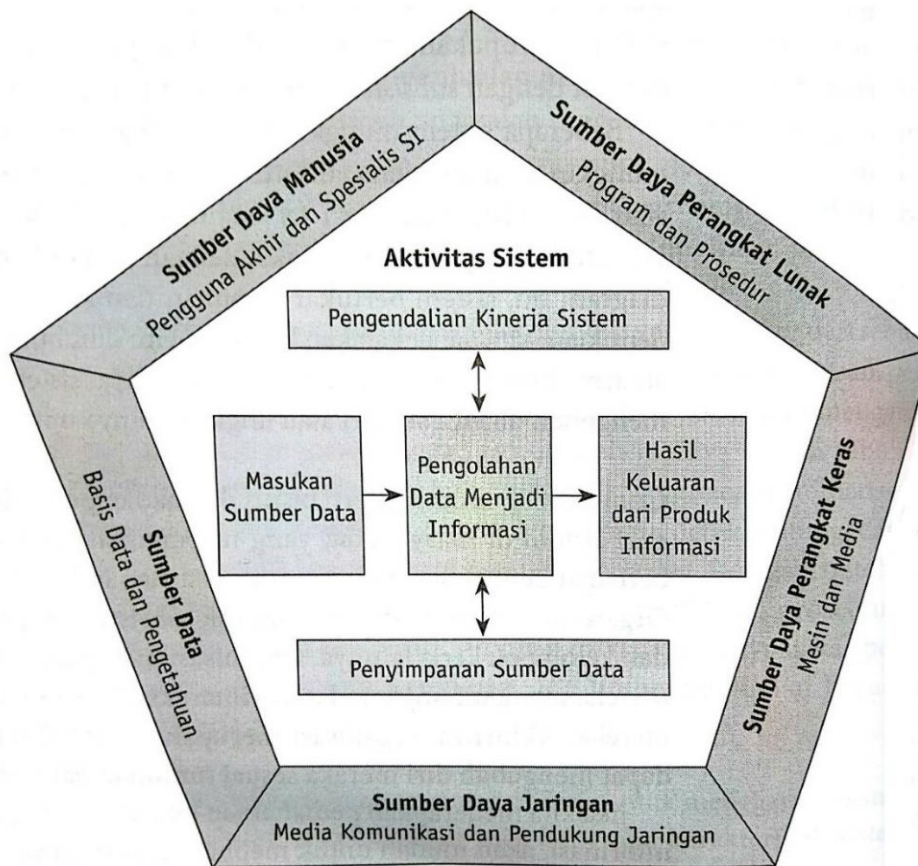 Sumber Daya Manusia
Pengguna Akhir dan Spesialis SI
Sumber Daya Perangkat Lunak
Program dan Prosedur
Aktivitas Sistem
Pengendalian Kinerja Sistem
Masukan
Sumber Data
Pengolahan
Data Menjadi
Informasi
Hasil
Keluaran
dari Produk
Informasi
Penyimpanan Sumber Data
Sumber Data
Basis Data dan Pengetahuan
Sumber Daya Perangkat Keras
Mesin dan Media
Sumber Daya Jaringan
Media Komunikasi dan Pendukung Jaringan